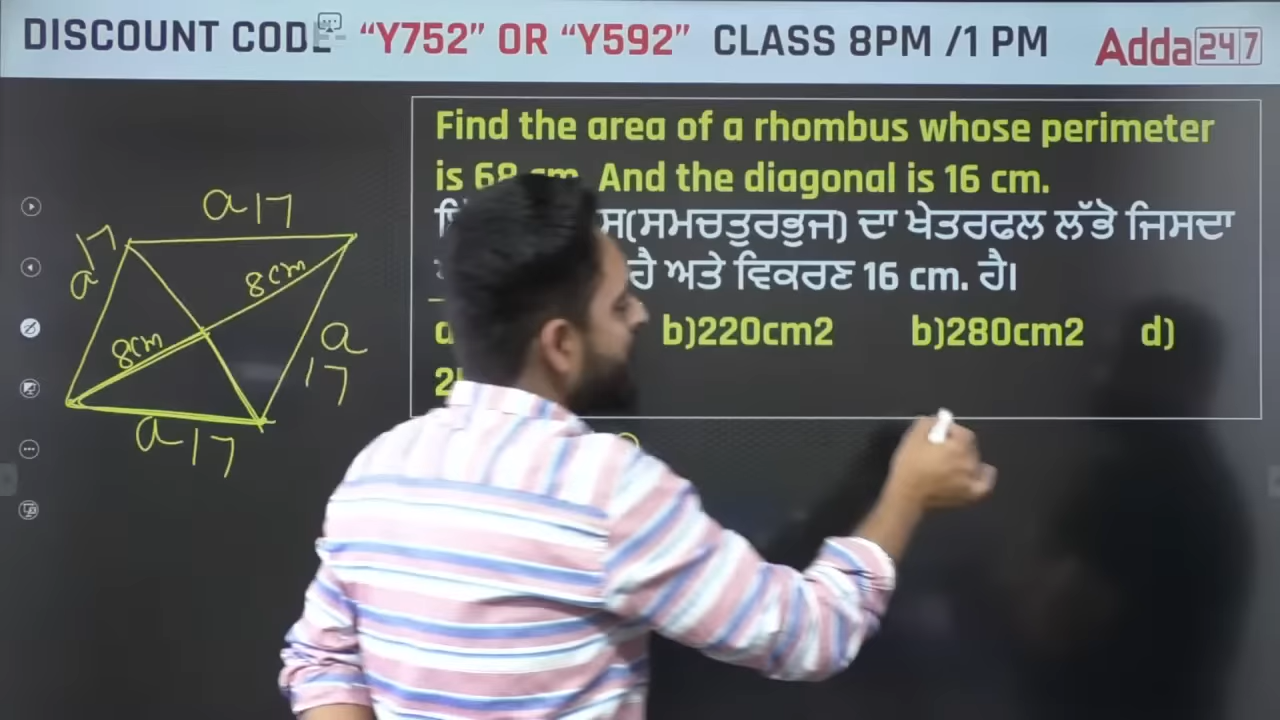 DISCOUNT CODE “Y752” OR “Y592” CLASS 8PM /1 PM
Adda247
Find the area of a rhombus whose perimeter
is 68 cm. And the diagonal is 16 cm.
ਦਾ ਖੇਤਰਫਲ ਲੱਭੋ ਜਿਸਦਾ
ਹੈ ਅਤੇ ਵਿਕਰਣ 16 cm. ਹੈ।
b)220cm2 b)280cm2 d)
a 17
17
a
8cm
8cm
a
17
a 17